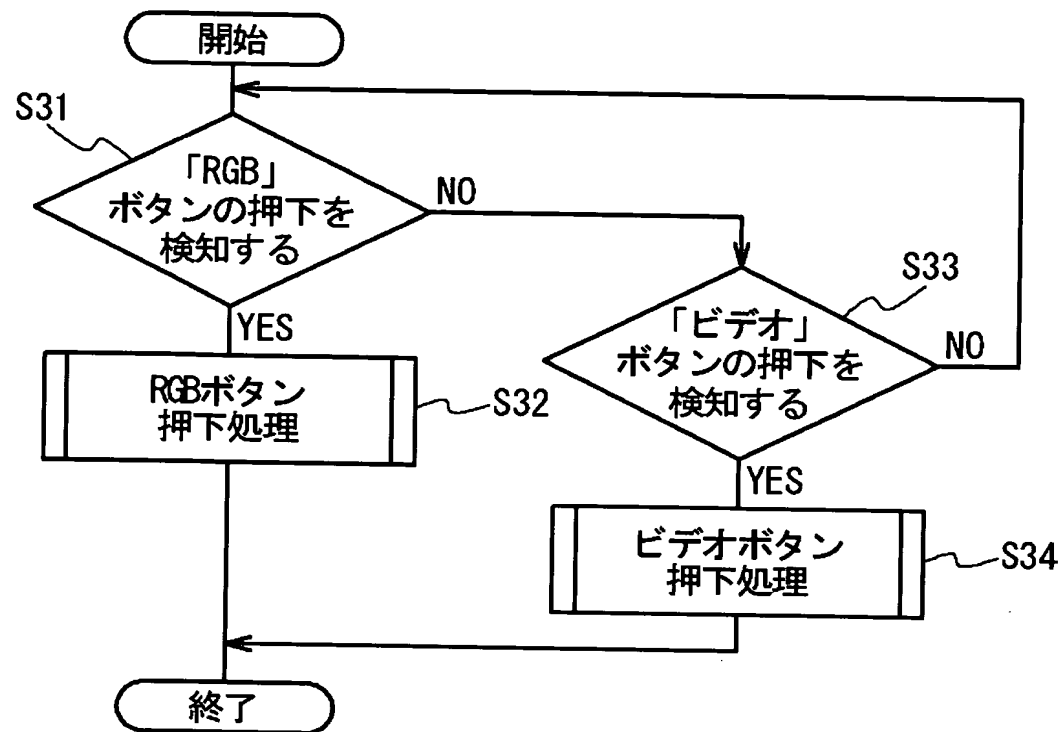 開始
S31
「RGB」
ボタンの押下を
検知する
NO
YES
RGBボタン
押下処理
S32
S33
「ビデオ」
ボタンの押下を
検知する
NO
YES
ビデオボタン
押下処理
S34
終了